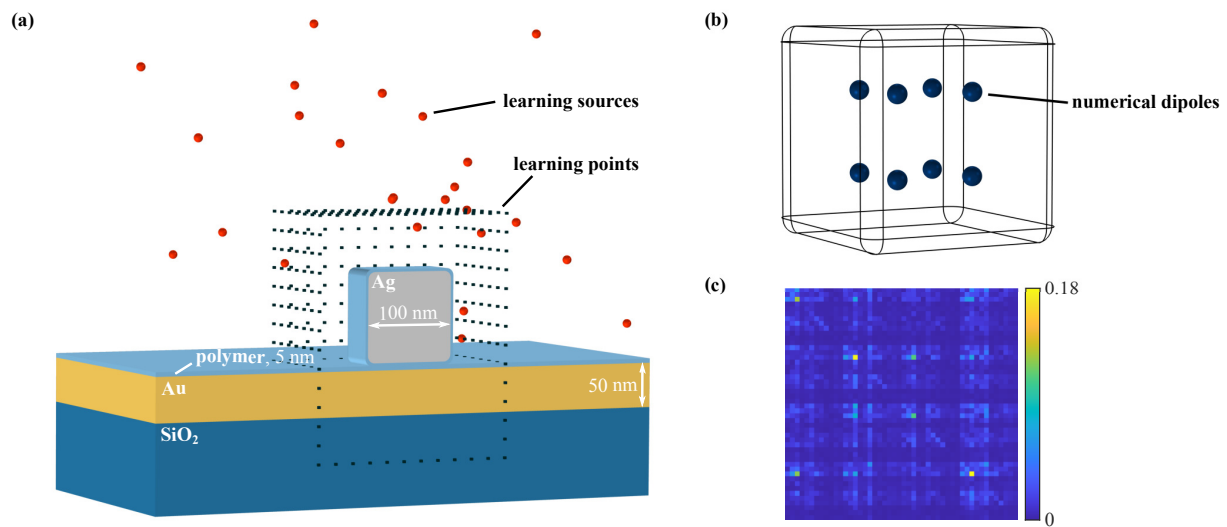 (a)
learning sources
learning points
Ag
100 nm
polymer, 5 nm
Au
50 nm
SiO₂
(b)
numerical dipoles
(c)
0.18
0